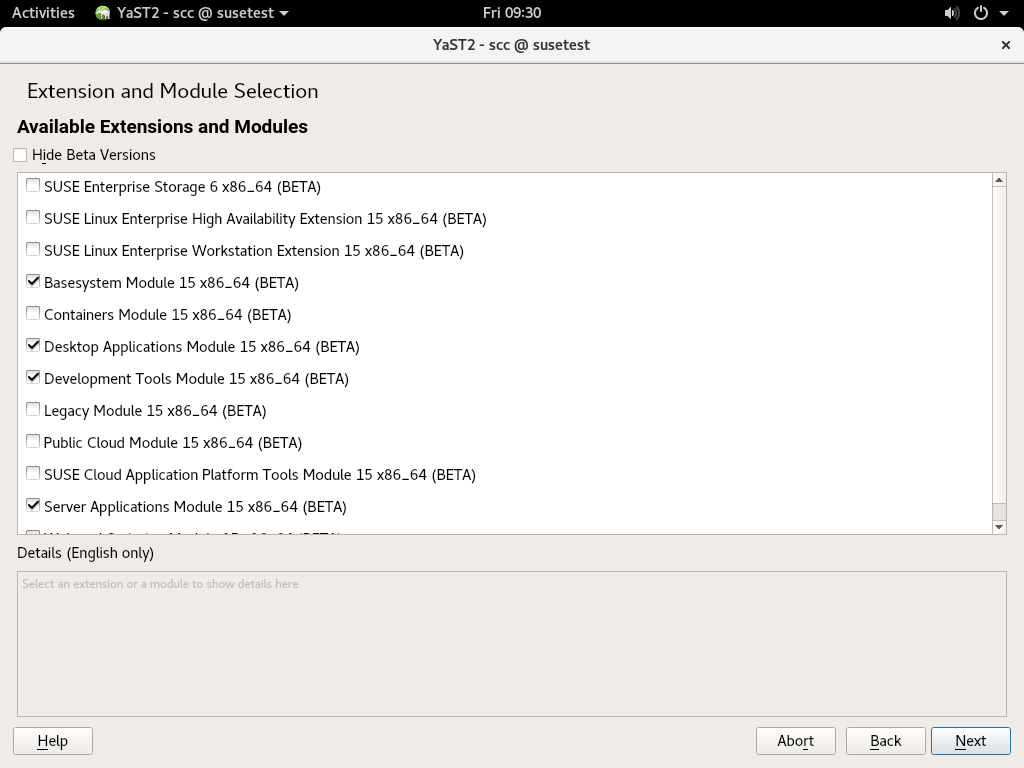 Activities YaST2 - scc @ susetest Fri 09:30
YaST2 - scc @ susetest ×
Extension and Module Selection
Available Extensions and Modules
Hide Beta Versions
SUSE Enterprise Storage 6 x86_64 (BETA)
SUSE Linux Enterprise High Availability Extension 15 x86_64 (BETA)
SUSE Linux Enterprise Workstation Extension 15 x86_64 (BETA)
Basesystem Module 15 x86_64 (BETA)
Containers Module 15 x86_64 (BETA)
Desktop Applications Module 15 x86_64 (BETA)
Development Tools Module 15 x86_64 (BETA)
Legacy Module 15 x86_64 (BETA)
Public Cloud Module 15 x86_64 (BETA)
SUSE Cloud Application Platform Tools Module 15 x86_64 (BETA)
Server Applications Module 15 x86_64 (BETA)
Details (English only)
Select an extension or a module to show details here
Help Abort Back Next